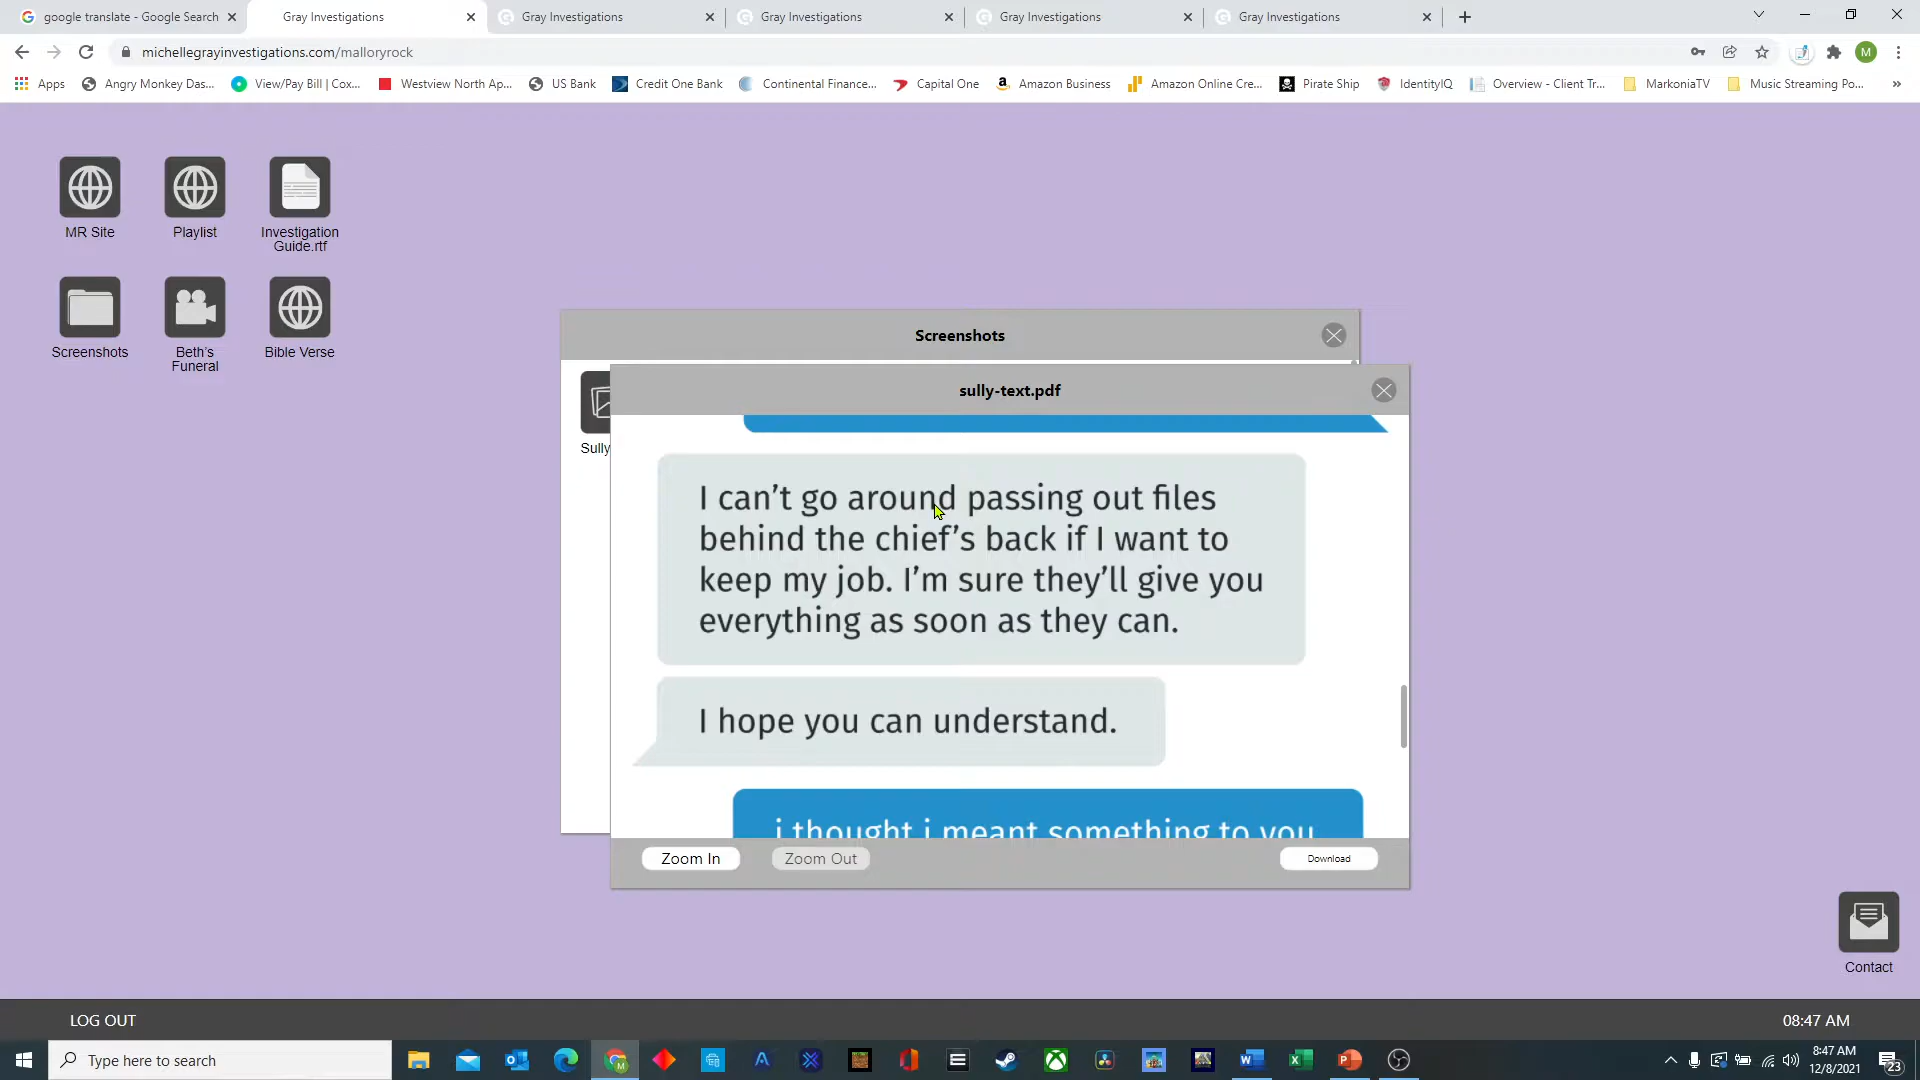 google translate - Google Search
Gray Investigations
Gray Investigations
Gray Investigations
Gray Investigations
Gray Investigations
michellegrayinvestigations.com/malloryrock
M
Apps
Angry Monkey Das...
View/Pay Bill | Cox...
Westview North Ap...
US Bank
Credit One Bank
Continental Finance...
Capital One
Amazon Business
Amazon Online Cre...
Pirate Ship
IdentityIQ
Overview - Client Tr...
MarkoniaTV
Music Streaming Po...
»
MR Site
Playlist
Investigation
Guide.rtf
Screenshots
Beth's
Funeral
Bible Verse
Screenshots
Sully
sully-text.pdf
I can't go around passing out files
behind the chief's back if I want to
keep my job. I'm sure they'll give you
everything as soon as they can.
I hope you can understand.
i thought i meant something to you
Zoom In
Zoom Out
Download
Contact
LOG OUT
08:47 AM
Type here to search
8:47 AM
12/8/2021
23